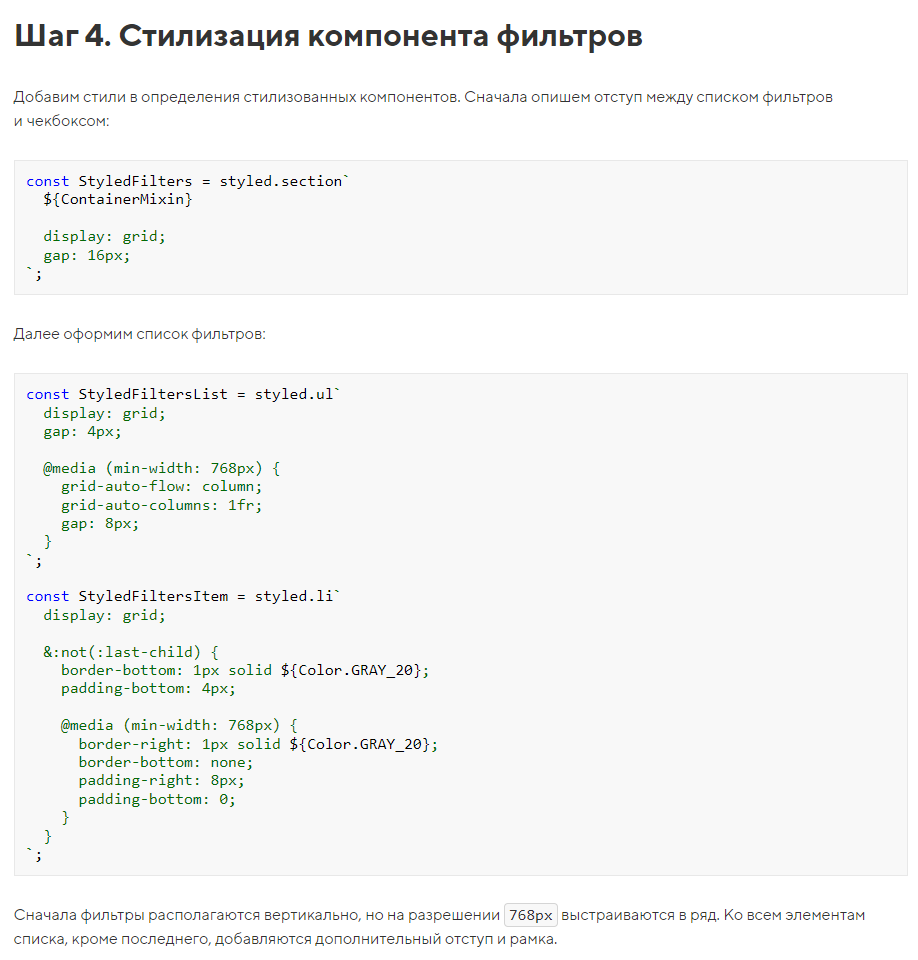 Шаг 4. Стилизация компонента фильтров
Добавим стили в определения стилизованных компонентов. Сначала опишем отступ между списком фильтров
и чекбоксом:
const StyledFilters = styled.section`
  ${ContainerMixin}
  display: grid;
  gap: 16px;
`;
Далее оформим список фильтров:
const StyledFiltersList = styled.ul`
  display: grid;
  gap: 4px;
  @media (min-width: 768px) {
    grid-auto-flow: column;
    grid-auto-columns: 1fr;
    gap: 8px;
  }
`;
const StyledFiltersItem = styled.li`
  display: grid;
  &:not(:last-child) {
    border-bottom: 1px solid ${Color.GRAY_20};
    padding-bottom: 4px;
    @media (min-width: 768px) {
      border-right: 1px solid ${Color.GRAY_20};
      border-bottom: none;
      padding-right: 8px;
      padding-bottom: 0;
    }
  }
`;
Сначала фильтры располагаются вертикально, но на разрешении 768px выстраиваются в ряд. Ко всем элементам
списка, кроме последнего, добавляются дополнительный отступ и рамка.